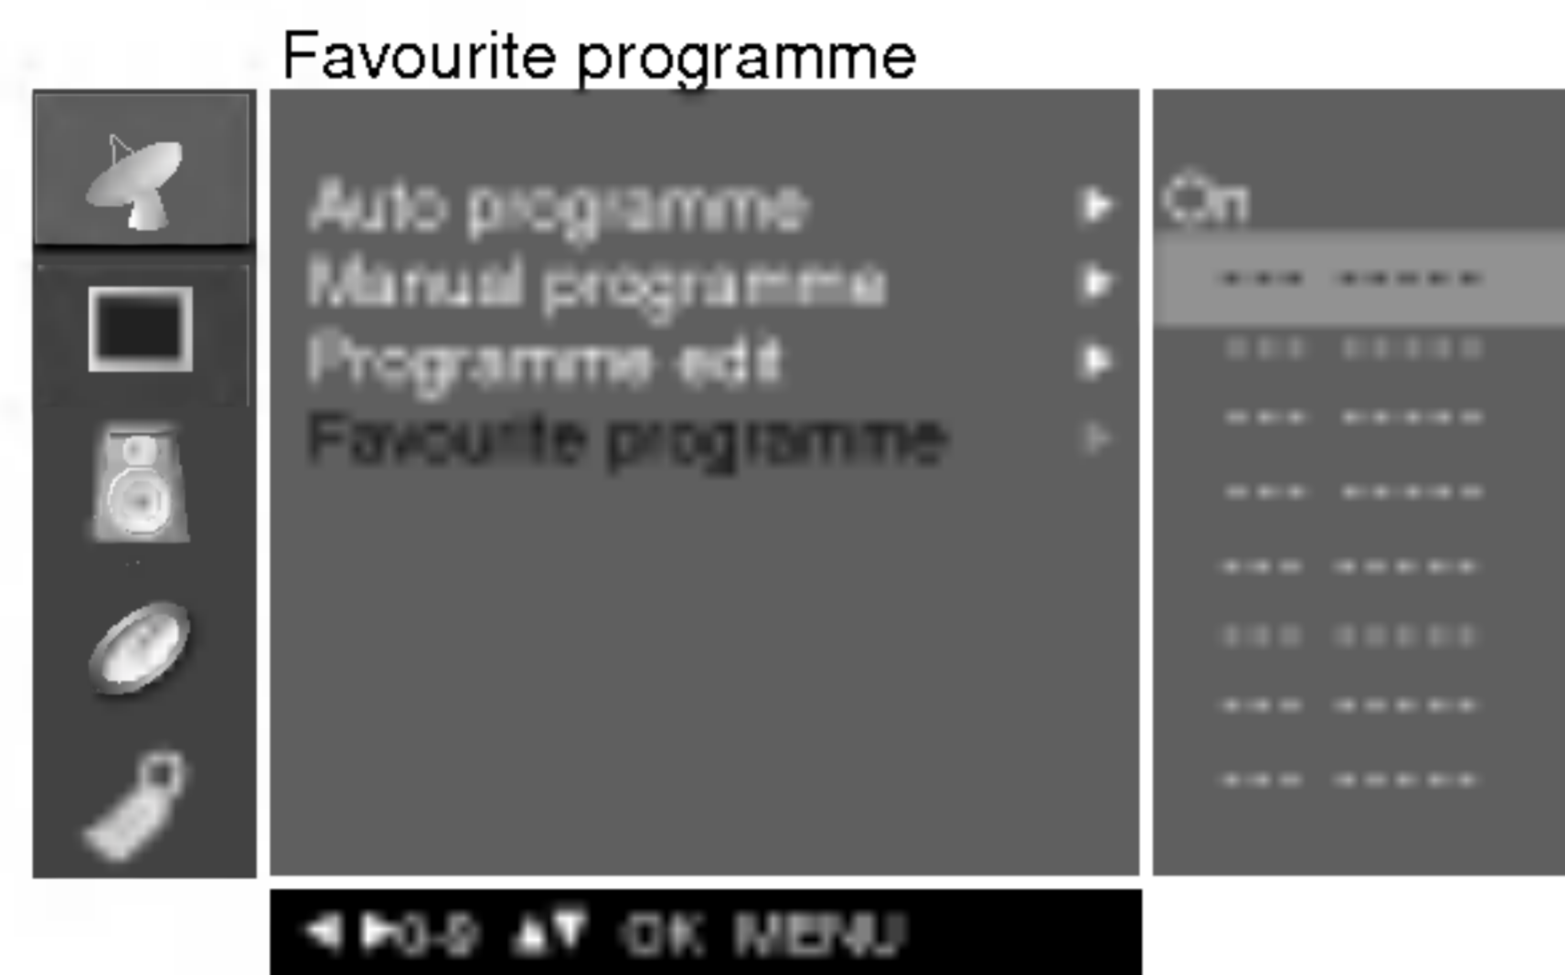 Favourite programme
Auto programme ▶ On
Manual programme ▶ --- -----
Programme edit ▶ --- -----
Favourite programme ▶ --- -----
--- -----
--- -----
--- -----
--- -----
--- -----
◀ ▶0-9 ▲▼ OK MENU